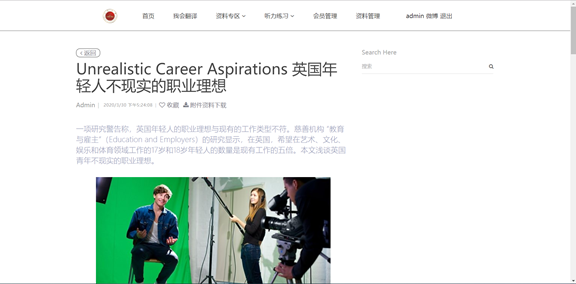 首页 我会翻译 资料专区 听力练习 会员管理 资料管理 admin 微博 退出
返回
Search Here
Unrealistic Career Aspirations 英国年
轻人不现实的职业理想
搜索
Admin | 2020/1/10 下午5:24:08 | 收藏 附件资料下载
一项研究警告称，英国年轻人的职业理想与现有的工作类型不符。慈善机构 “教育
与雇主”（Education and Employers）的研究显示，在英国，希望在艺术、文化、
娱乐和体育领域工作的17岁和18岁年轻人的数量是现有工作的五倍。本文浅谈英国
青年不现实的职业理想。